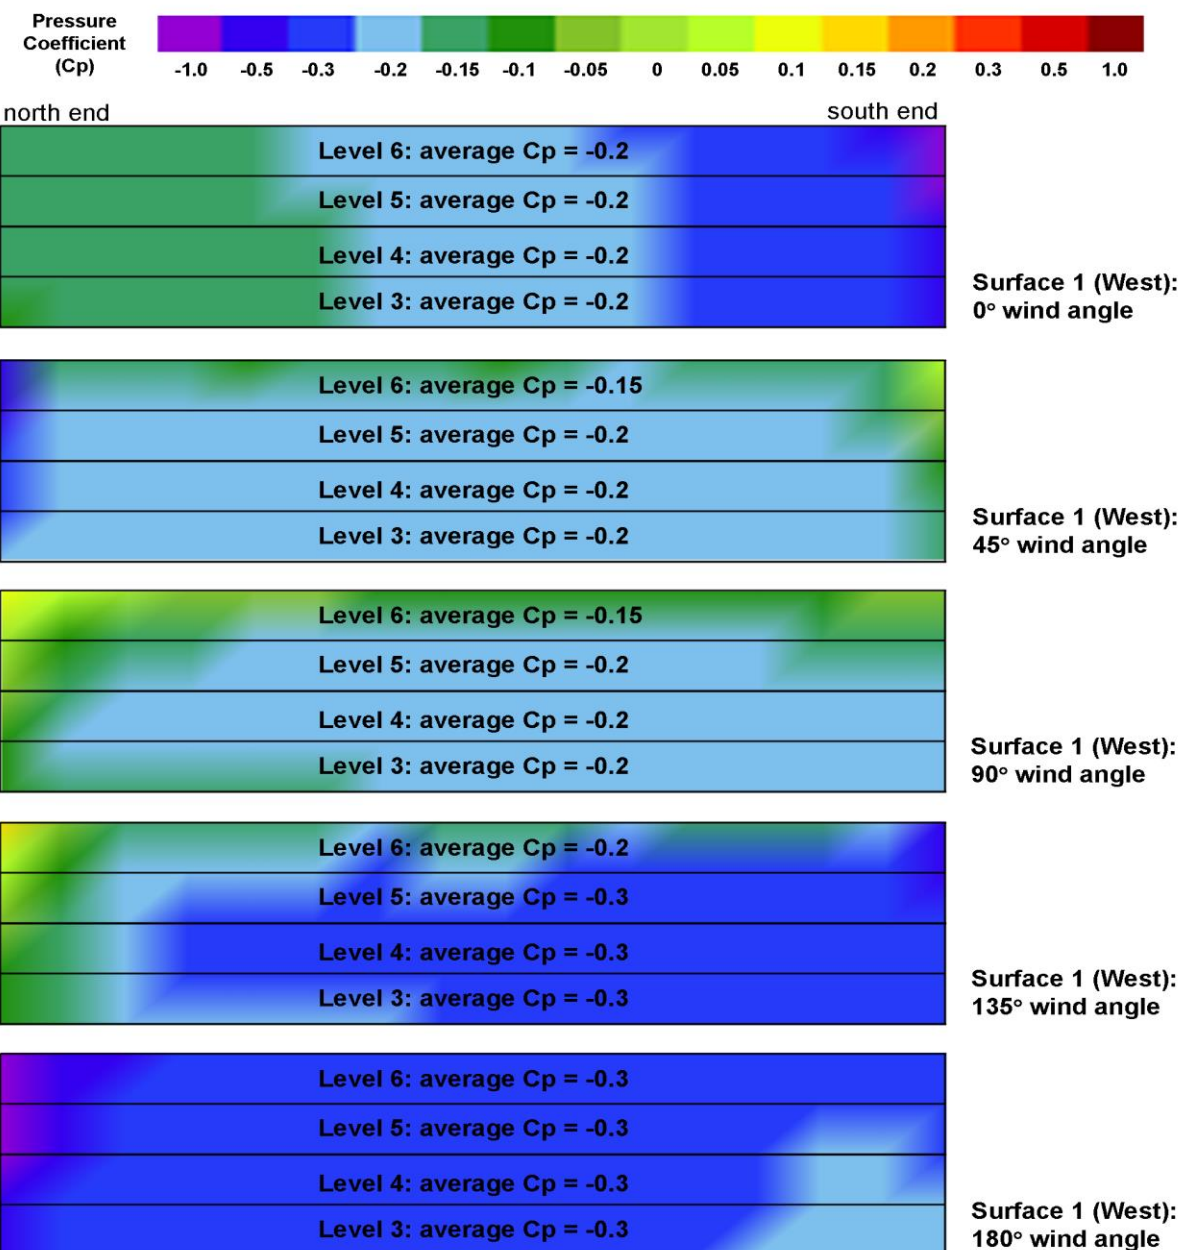 Pressure
Coefficient
(Cp)
-1.0 -0.5 -0.3 -0.2 -0.15 -0.1 -0.05 0 0.05 0.1 0.15 0.2 0.3 0.5 1.0
north end south end
Level 6: average Cp = -0.2
Level 5: average Cp = -0.2
Level 4: average Cp = -0.2
Level 3: average Cp = -0.2
Surface 1 (West):
0° wind angle
Level 6: average Cp = -0.15
Level 5: average Cp = -0.2
Level 4: average Cp = -0.2
Level 3: average Cp = -0.2
Surface 1 (West):
45° wind angle
Level 6: average Cp = -0.15
Level 5: average Cp = -0.2
Level 4: average Cp = -0.2
Level 3: average Cp = -0.2
Surface 1 (West):
90° wind angle
Level 6: average Cp = -0.2
Level 5: average Cp = -0.3
Level 4: average Cp = -0.3
Level 3: average Cp = -0.3
Surface 1 (West):
135° wind angle
Level 6: average Cp = -0.3
Level 5: average Cp = -0.3
Level 4: average Cp = -0.3
Level 3: average Cp = -0.3
Surface 1 (West):
180° wind angle